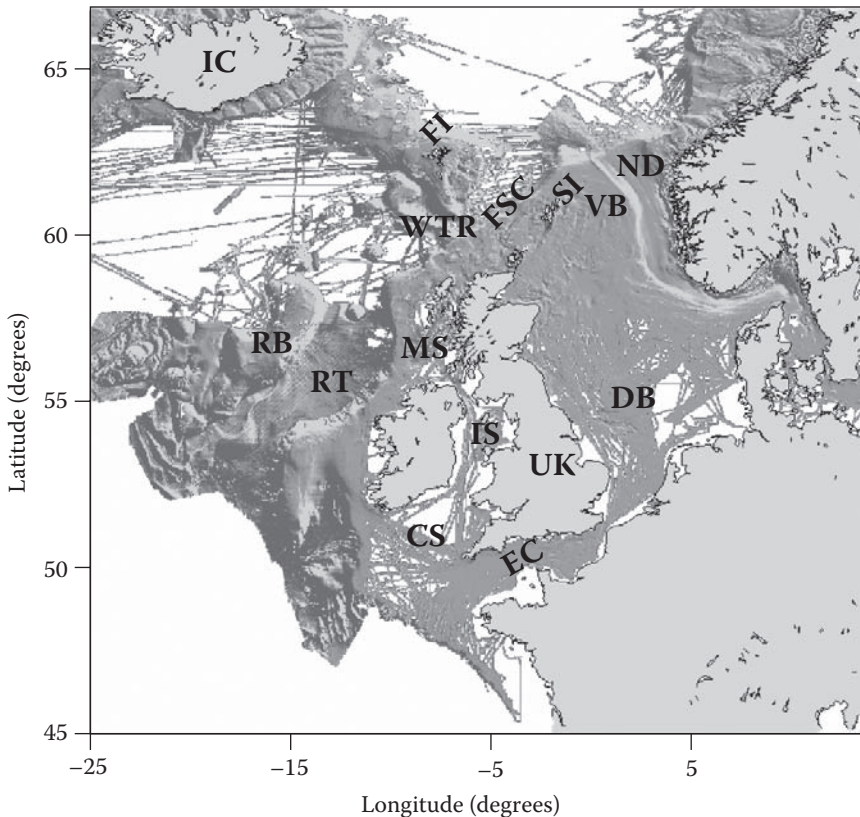 IC
65
FI
ND
FSC
SI
VB
WTR
60
RB
MS
RT
55
DB
IS
UK
CS
EC
50
45
−25
−15
−5
5
Latitude (degrees)
Longitude (degrees)